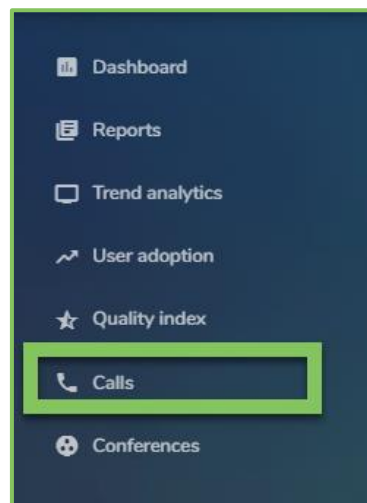 Dashboard
Reports
Trend analytics
User adoption
Quality index
Calls
Conferences